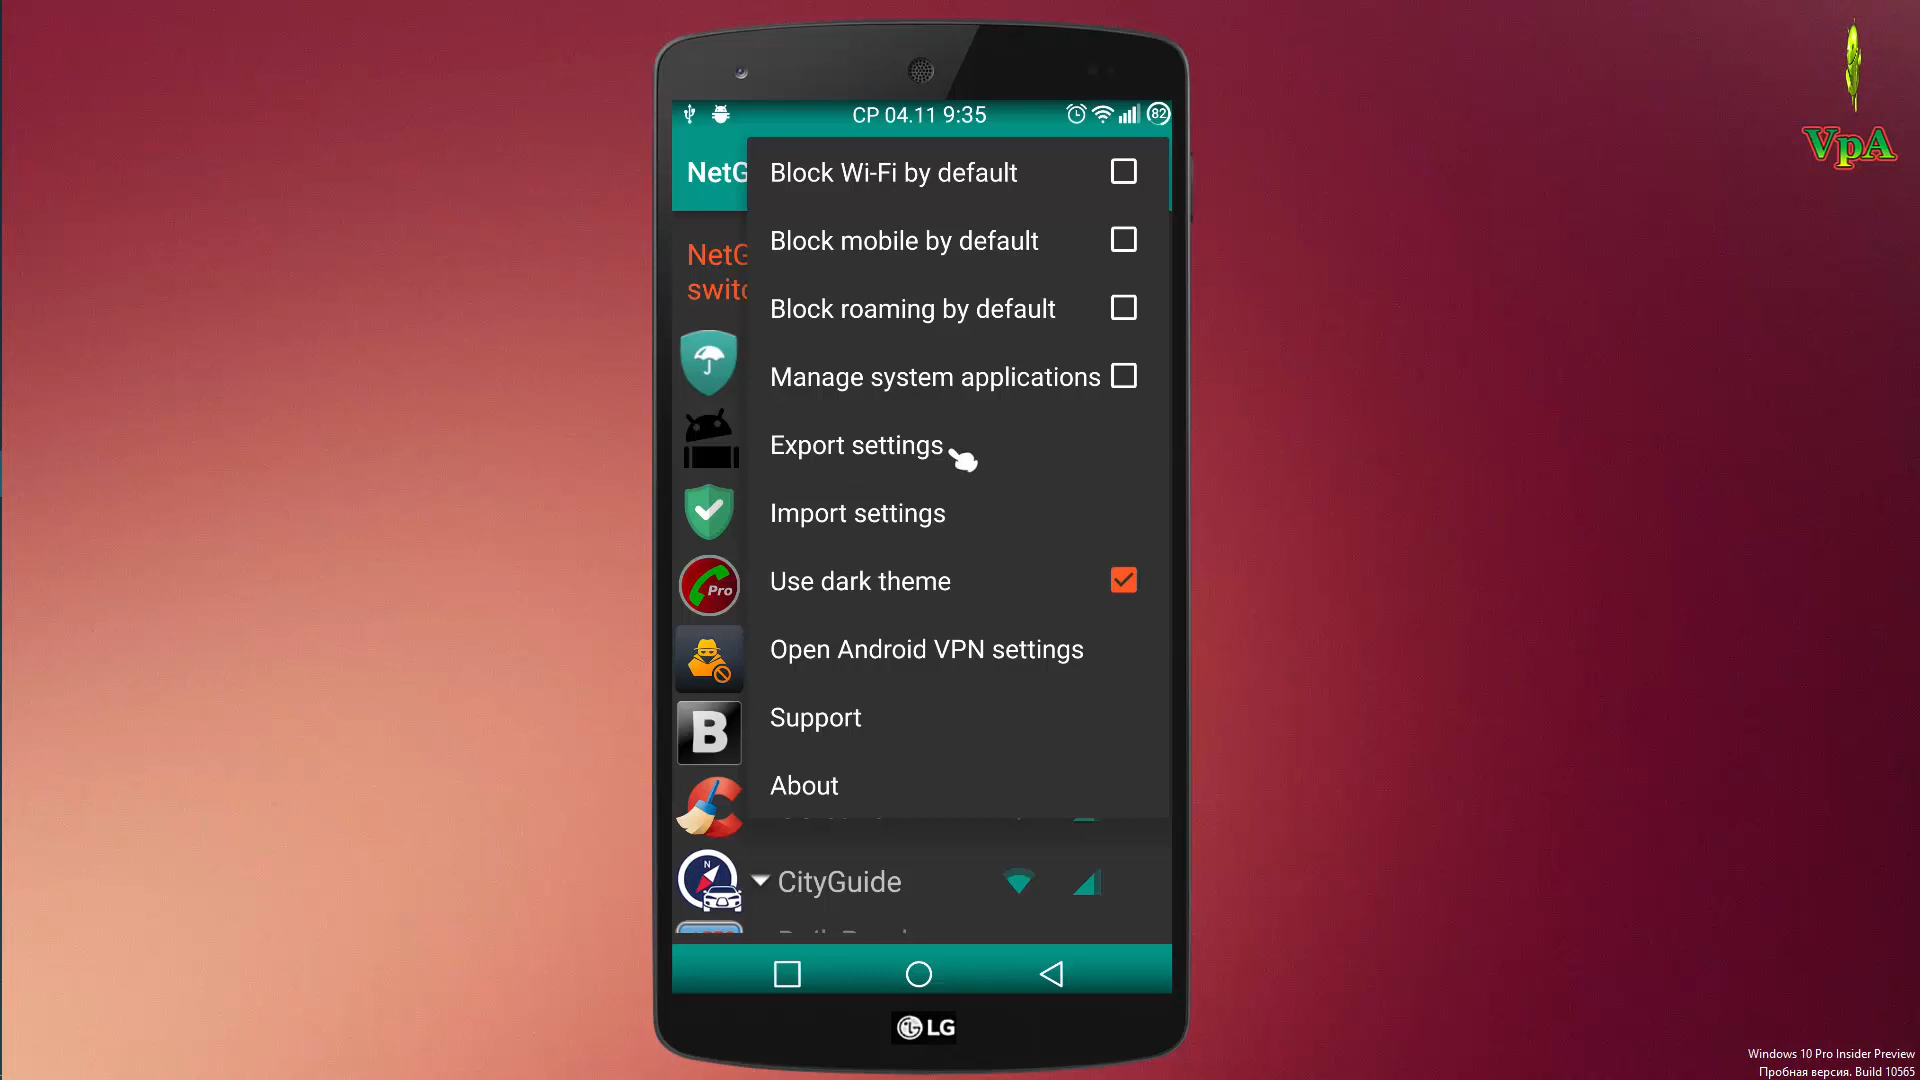 VpA
СР 04.11 9:35
82
NetG
Block Wi-Fi by default
Block mobile by default
Block roaming by default
NetG
switc
Manage system applications
Export settings
Import settings
Pro
Use dark theme
Open Android VPN settings
B
Support
About
N
CityGuide
LG
Windows 10 Pro Insider Preview
Пробная версия. Build 10565